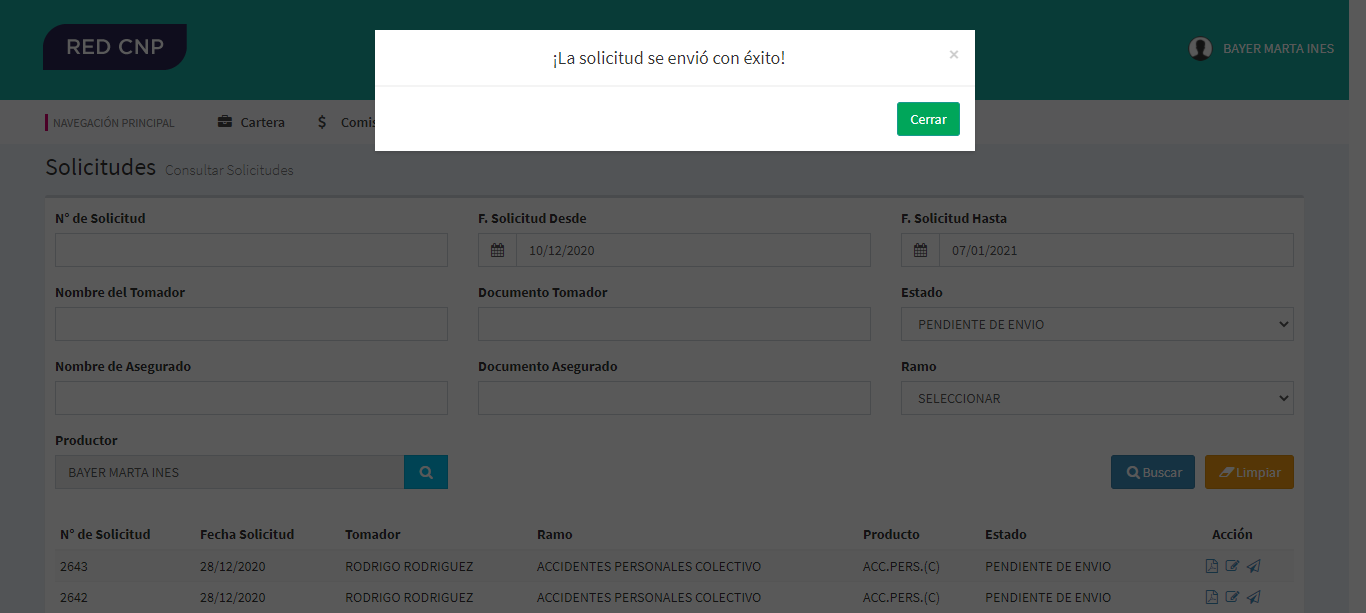 RED CNP
¡La solicitud se envió con éxito!
×
BAYER MARTA INES
Cerrar
NAVEGACIÓN PRINCIPAL Cartera $ Comis
Solicitudes Consultar Solicitudes
N° de Solicitud F. Solicitud Desde F. Solicitud Hasta
10/12/2020 07/01/2021
Nombre del Tomador Documento Tomador Estado
PENDIENTE DE ENVIO
Nombre de Asegurado Documento Asegurado Ramo
SELECCIONAR
Productor
BAYER MARTA INES Buscar Limpiar
N° de Solicitud Fecha Solicitud Tomador Ramo Producto Estado Acción
2643 28/12/2020 RODRIGO RODRIGUEZ ACCIDENTES PERSONALES COLECTIVO ACC.PERS.(C) PENDIENTE DE ENVIO
2642 28/12/2020 RODRIGO RODRIGUEZ ACCIDENTES PERSONALES COLECTIVO ACC.PERS.(C) PENDIENTE DE ENVIO